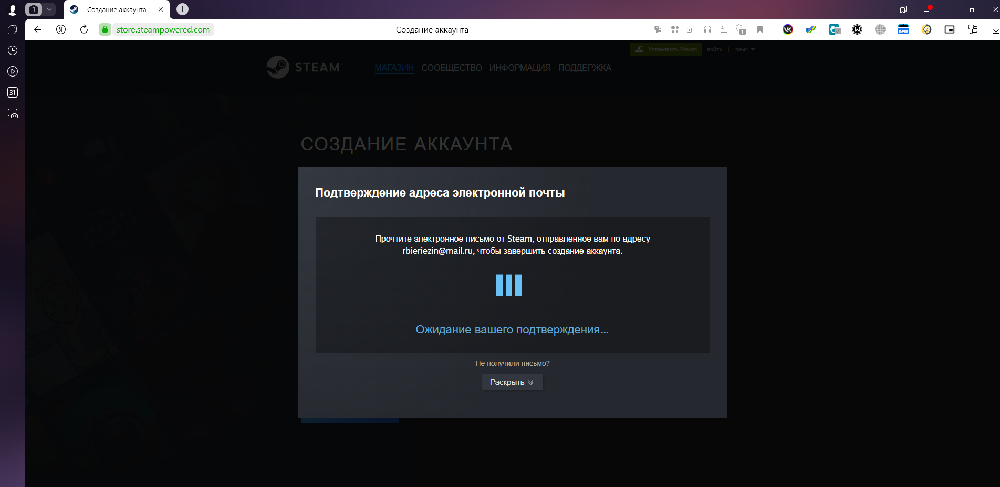 1
Создание аккаунта
Я
store.steampowered.com
Создание аккаунта
1
new
31
Установить Steam
войти | язык
STEAM
МАГАЗИН СООБЩЕСТВО ИНФОРМАЦИЯ ПОДДЕРЖКА
СОЗДАНИЕ АККАУНТА
Подтверждение адреса электронной почты
Прочтите электронное письмо от Steam, отправленное вам по адресу
rbieriezin@mail.ru, чтобы завершить создание аккаунта.
Ожидание вашего подтверждения...
Не получили письмо?
Раскрыть